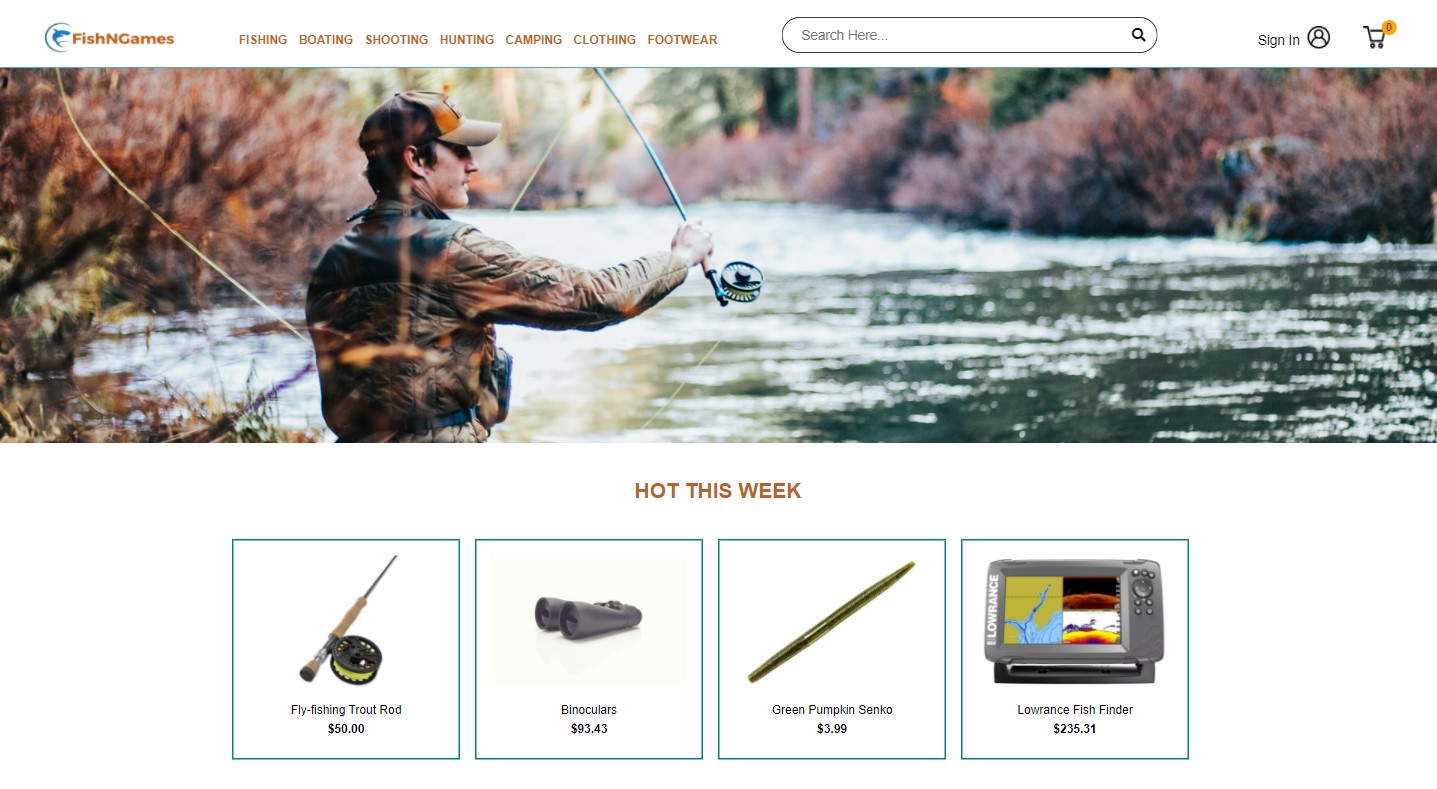 FishNGames
FISHING BOATING SHOOTING HUNTING CAMPING CLOTHING FOOTWEAR
Search Here...
Sign In
0
HOT THIS WEEK
Fly-fishing Trout Rod
$50.00
Binoculars
$93.43
Green Pumpkin Senko
$3.99
LOWRANCE
Lowrance Fish Finder
$235.31